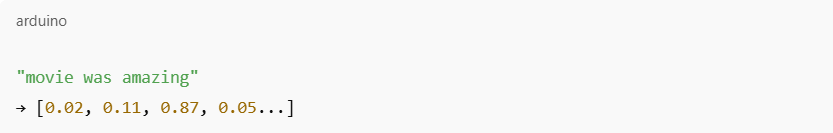 arduino
"movie was amazing"
→ [0.02, 0.11, 0.87, 0.05...]